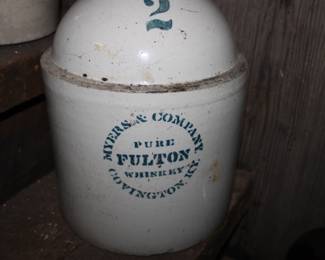 2
MYERS & COMPANY
PURE
FULTON
WHISKEY
COVINGTON, KY.